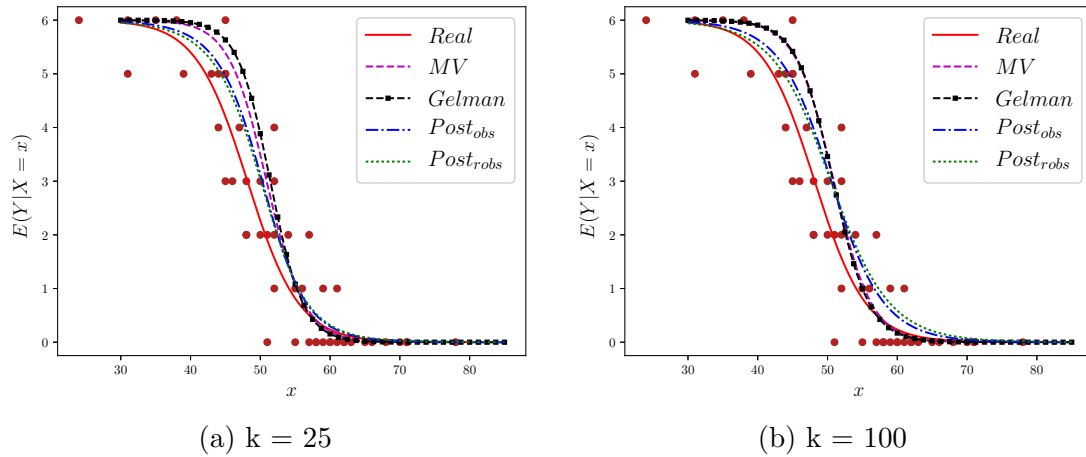 6
5
4
3
2
1
0
E(Y|X = x)
30 40 50 60 70 80
x
Real
MV
Gelman
Post_obs
Post_robs
(a) k = 25
6
5
4
3
2
1
0
E(Y|X = x)
30 40 50 60 70 80
x
Real
MV
Gelman
Post_obs
Post_robs
(b) k = 100